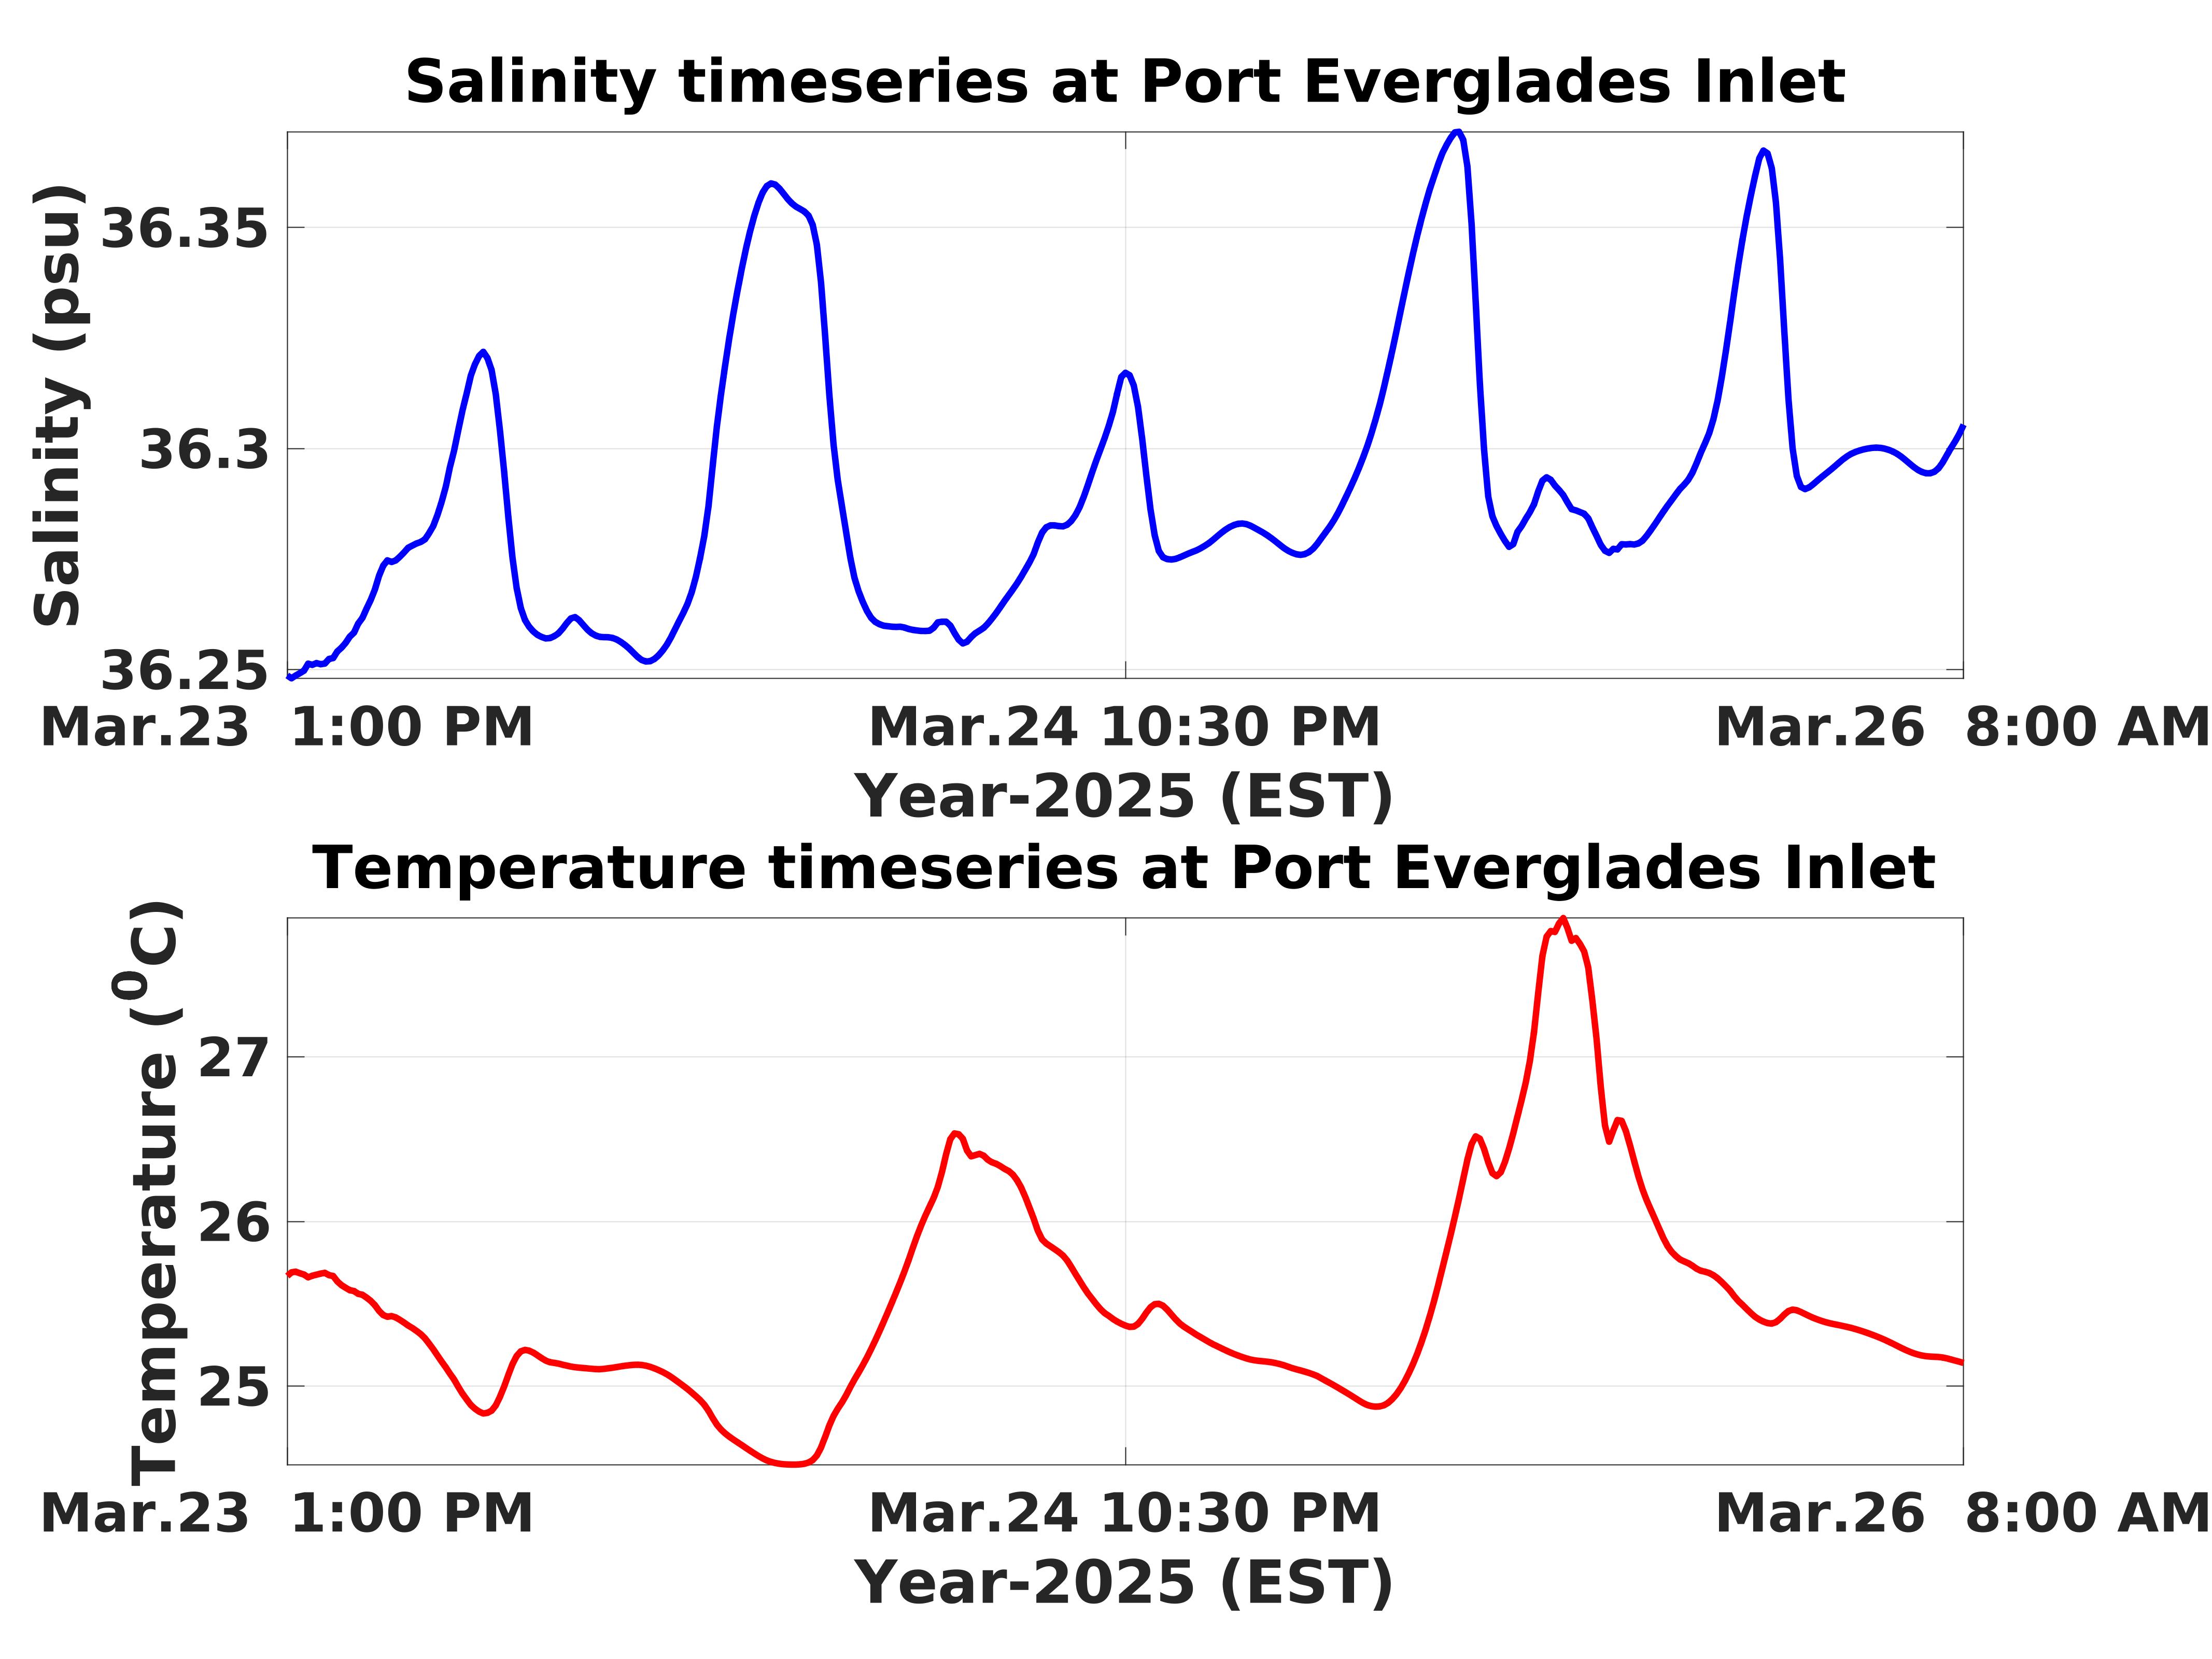 Salinity timeseries at Port Everglades Inlet
Salinity (psu)
36.35
36.3
36.25
Mar.23 1:00 PM Mar.24 10:30 PM Mar.26 8:00 AM
Year-2025 (EST)
Temperature timeseries at Port Everglades Inlet
Temperature (⁰C)
27
26
25
Mar.23 1:00 PM Mar.24 10:30 PM Mar.26 8:00 AM
Year-2025 (EST)